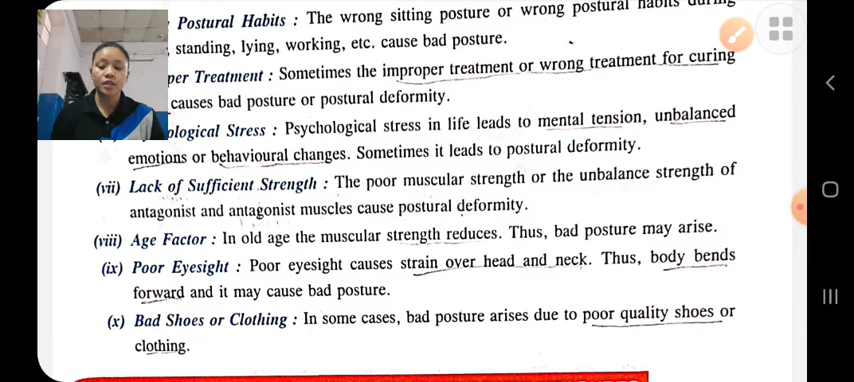 Postural Habits : The wrong sitting posture or wrong postural habits during
standing, lying, working, etc. cause bad posture.
per Treatment : Sometimes the improper treatment or wrong treatment for curing
causes bad posture or postural deformity.
ological Stress : Psychological stress in life leads to mental tension, unbalanced
emotions or behavioural changes. Sometimes it leads to postural deformity.
(vii) Lack of Sufficient Strength : The poor muscular strength or the unbalance strength of
antagonist and antagonist muscles cause postural deformity.
(viii) Age Factor : In old age the muscular strength reduces. Thus, bad posture may arise.
(ix) Poor Eyesight : Poor eyesight causes strain over head and neck. Thus, body bends
forward and it may cause bad posture.
(x) Bad Shoes or Clothing : In some cases, bad posture arises due to poor quality shoes or
clothing.